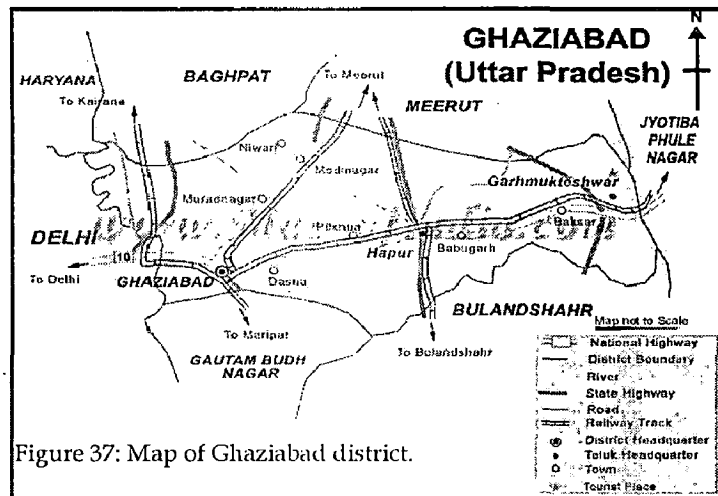 N
GHAZIABAD
(Uttar Pradesh)
HARYANA
BAGHPAT
To Meerut
MEERUT
To Kairana
JYOTIBA
PHULE
NAGAR
Niwari
Modinagar
Garhmukteshwar
Muradnagar
Pilkhua
Baksar
DELHI
Hapur
Babugarh
GHAZIABAD
Dasna
To Delhi
BULANDSHAHR
To Maripat
Map not to Scale
GAUTAM BUDH
NAGAR
To Bulandshahr
National Highway
District Boundary
River
State Highway
Road
Railway Track
District Headquarter
Taluk Headquarter
Town
Tourist Place
Figure 37: Map of Ghaziabad district.